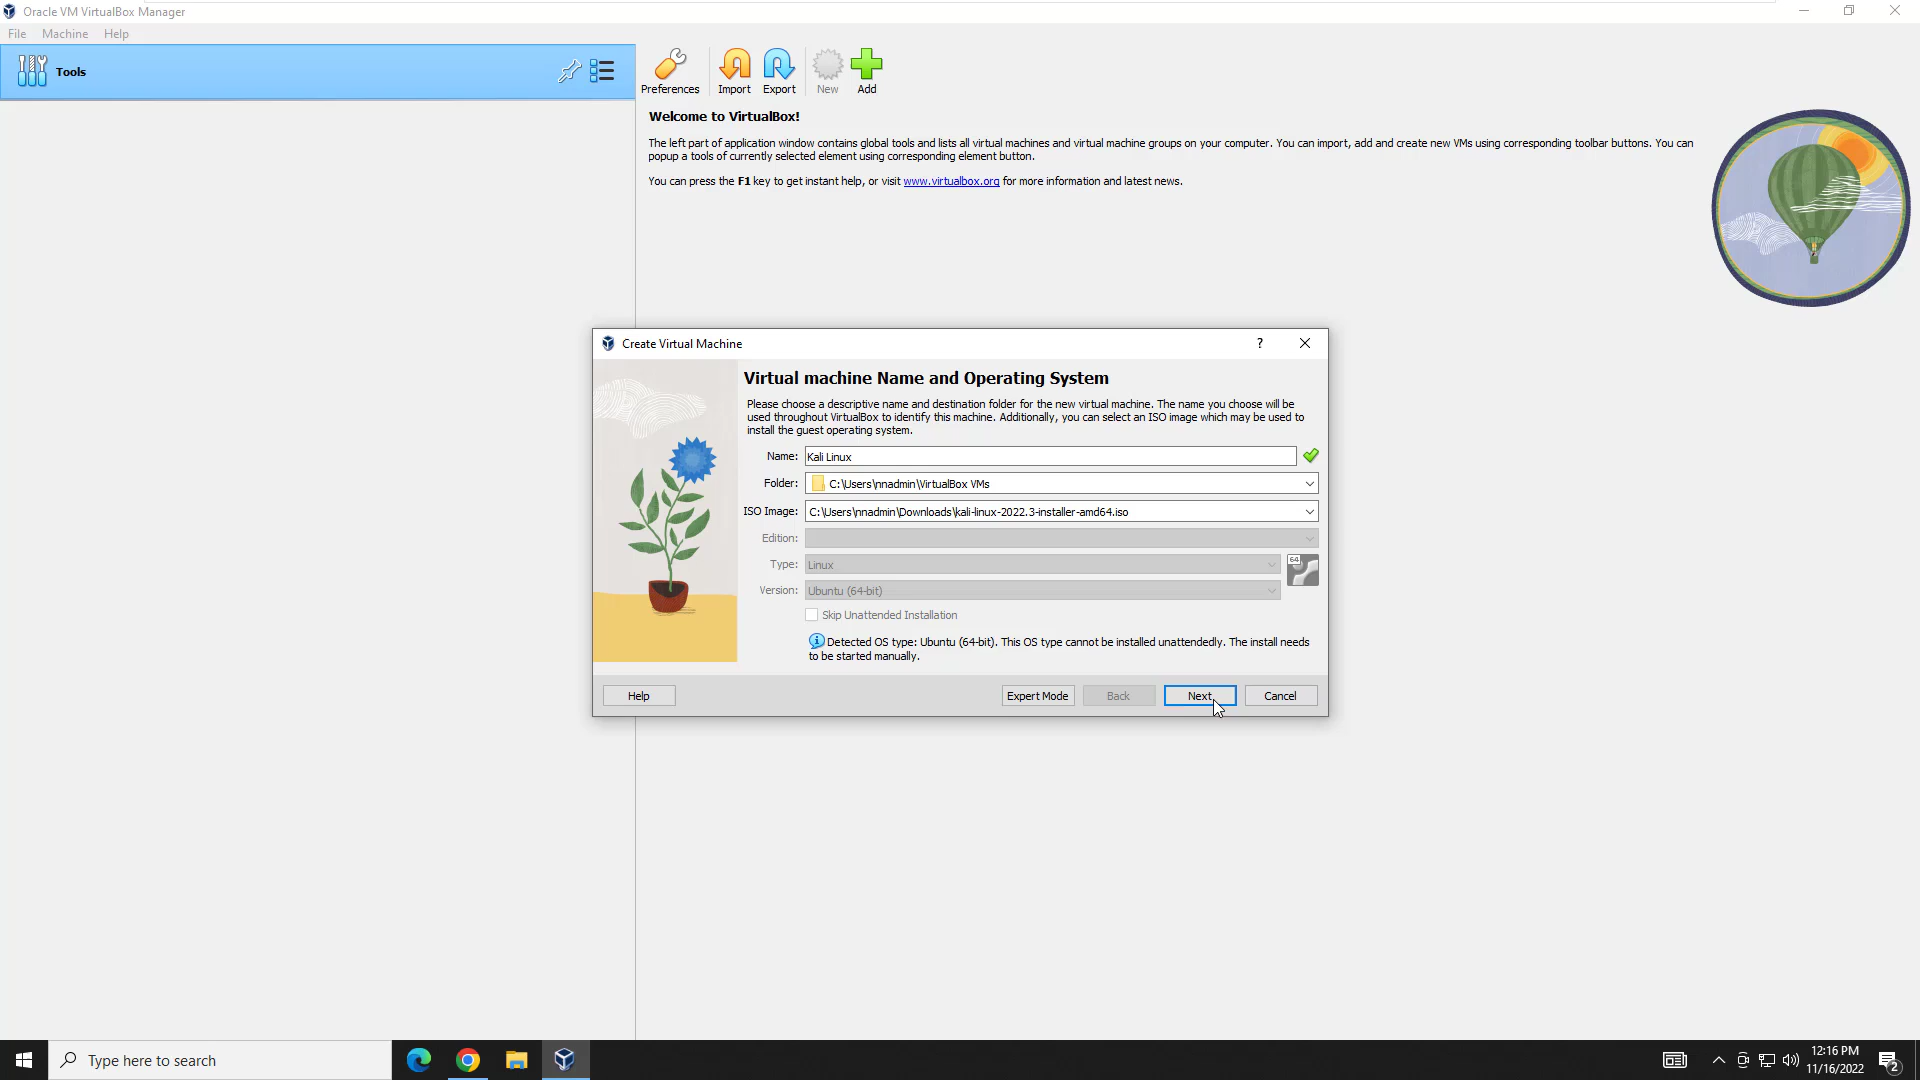 Oracle VM VirtualBox Manager
File Machine Help
Tools
Preferences Import Export New Add
Welcome to VirtualBox!
The left part of application window contains global tools and lists all virtual machines and virtual machine groups on your computer. You can import, add and create new VMs using corresponding toolbar buttons. You can
popup a tools of currently selected element using corresponding element button.
You can press the F1 key to get instant help, or visit www.virtualbox.org for more information and latest news.
Create Virtual Machine ?
Virtual machine Name and Operating System
Please choose a descriptive name and destination folder for the new virtual machine. The name you choose will be
used throughout VirtualBox to identify this machine. Additionally, you can select an ISO image which may be used to
install the guest operating system.
Name: Kali Linux
Folder: C:\Users\nnadmin\VirtualBox VMs
ISO Image: C:\Users\nnadmin\Downloads\kali-linux-2022.3-installer-amd64.iso
Edition:
Type: Linux 64
Version: Ubuntu (64-bit)
Skip Unattended Installation
Detected OS type: Ubuntu (64-bit). This OS type cannot be installed unattendedly. The install needs
to be started manually.
Help Expert Mode Back Next Cancel
Type here to search
12:16 PM
11/16/2022
2